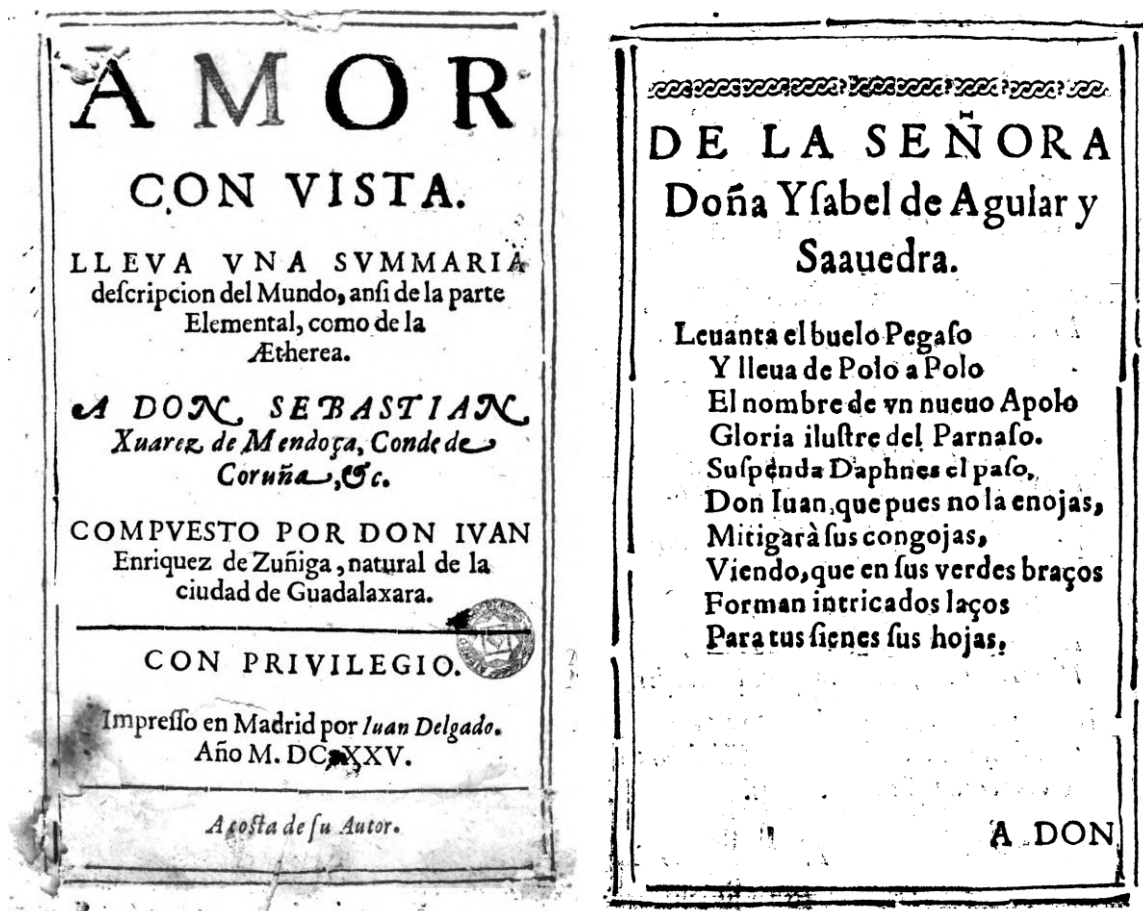 AMOR
CON VISTA.
LLEVA VNA SVMMARIA
deſcripcion del Mundo, anſi de la parte
Elemental, como de la
Ætherea.
A DON SEBASTIAN
Xuarez de Mendoça, Conde de
Coruña, &c.
COMPVESTO POR DON IVAN
Enriquez de Zuñiga, natural de la
ciudad de Guadalaxara.
CON PRIVILEGIO.
Impreſſo en Madrid por Iuan Delgado.
Año M. DC. XXV.
A coſta de ſu Autor.
DE LA SEÑORA
Doña Yſabel de Aguiar y
Saauedra.
Leuanta el buelo Pegaſo
Y lleua de Polo a Polo
El nombre de vn nueuo Apolo
Gloria iluſtre del Parnaſo.
Suſpenda Daphnes el paſo,
Don Iuan, que pues no la enojas,
Mitigarà ſus congojas,
Viendo, que en ſus verdes braços
Forman intricados laços
Para tus ſienes ſus hojas,
A DON